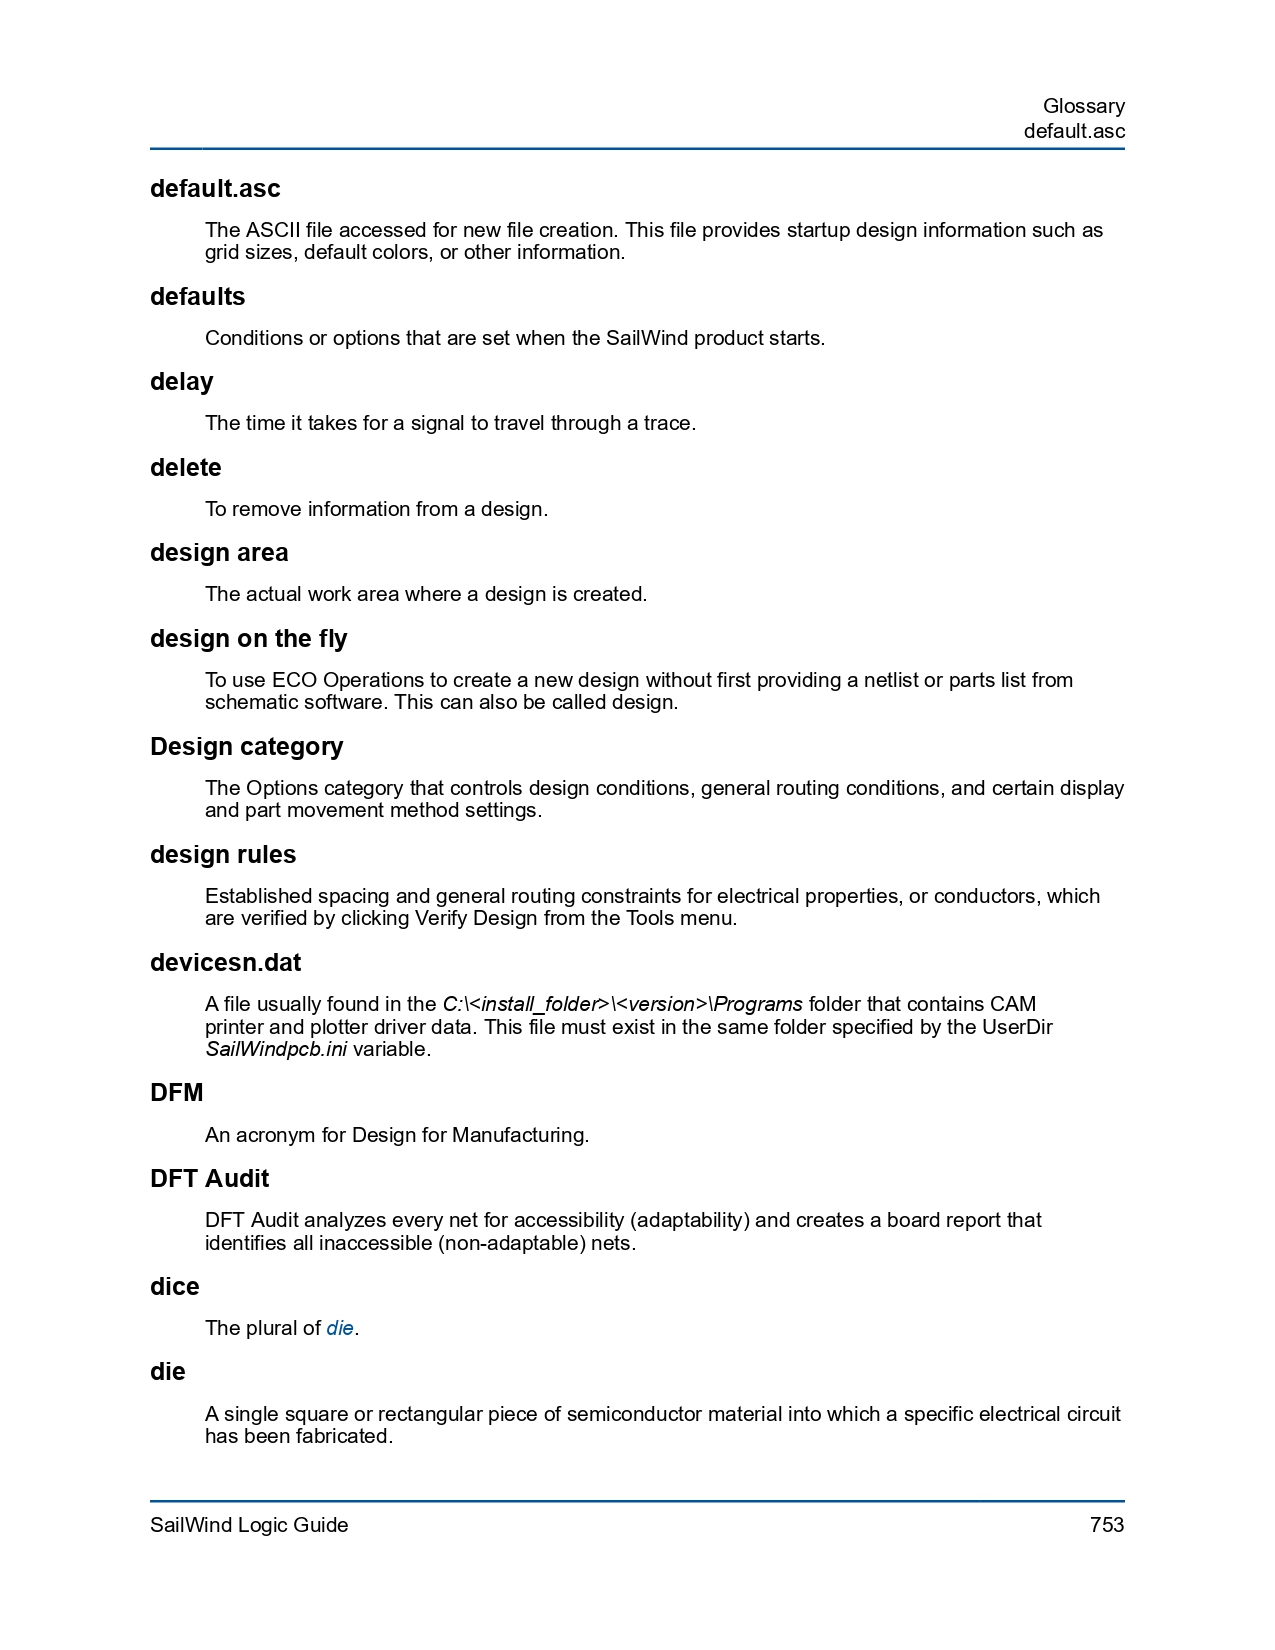 Glossary
default.asc
default.asc
The ASCII file accessed for new file creation. This file provides startup design information such as
grid sizes, default colors, or other information.
defaults
Conditions or options that are set when the SailWind product starts.
delay
The time it takes for a signal to travel through a trace.
delete
To remove information from a design.
design area
The actual work area where a design is created.
design on the fly
To use ECO Operations to create a new design without first providing a netlist or parts list from
schematic software. This can also be called design.
Design category
The Options category that controls design conditions, general routing conditions, and certain display
and part movement method settings.
design rules
Established spacing and general routing constraints for electrical properties, or conductors, which
are verified by clicking Verify Design from the Tools menu.
devicesn.dat
A file usually found in the C:\<install_folder>\<version>\Programs folder that contains CAM
printer and plotter driver data. This file must exist in the same folder specified by the UserDir
SailWindpcb.ini variable.
DFM
An acronym for Design for Manufacturing.
DFT Audit
DFT Audit analyzes every net for accessibility (adaptability) and creates a board report that
identifies all inaccessible (non-adaptable) nets.
dice
The plural of die.
die
A single square or rectangular piece of semiconductor material into which a specific electrical circuit
has been fabricated.
SailWind Logic Guide 753